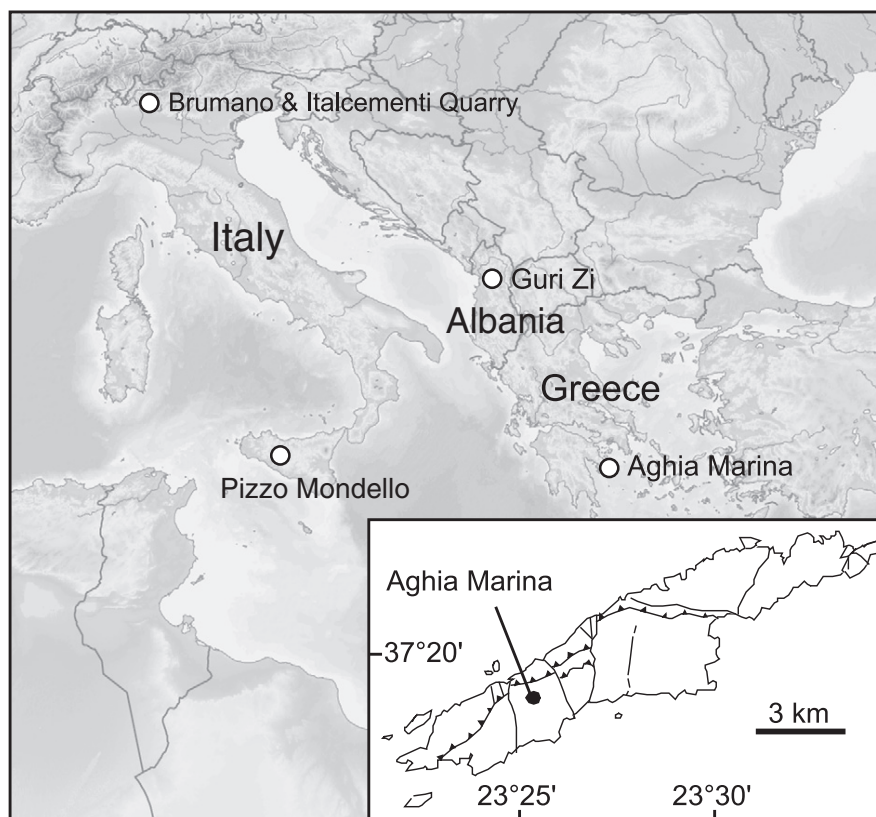 Brumano & Italcementi Quarry
Italy
Guri Zi
Albania
Greece
Aghia Marina
Pizzo Mondello
Aghia Marina
37°20'
3 km
23°25'
23°30'